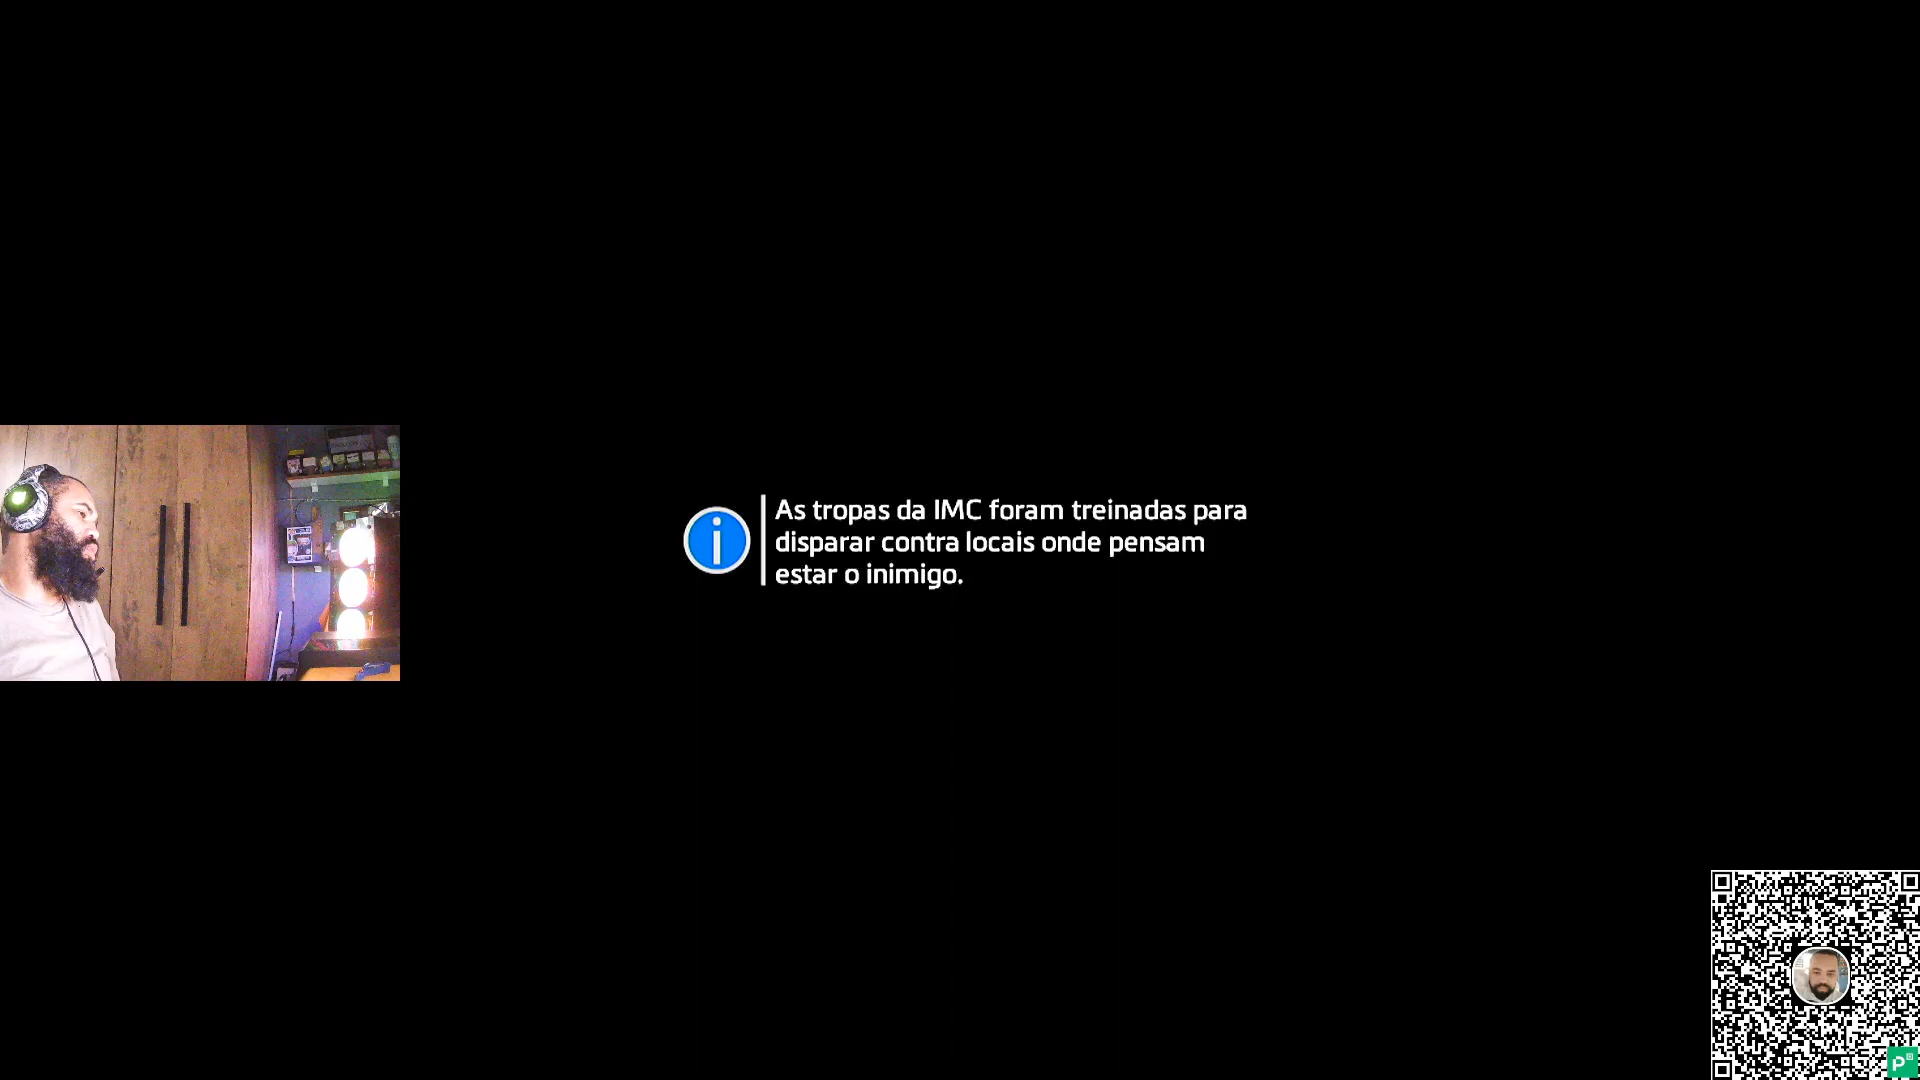 As tropas da IMC foram treinadas para
disparar contra locais onde pensam
estar o inimigo.